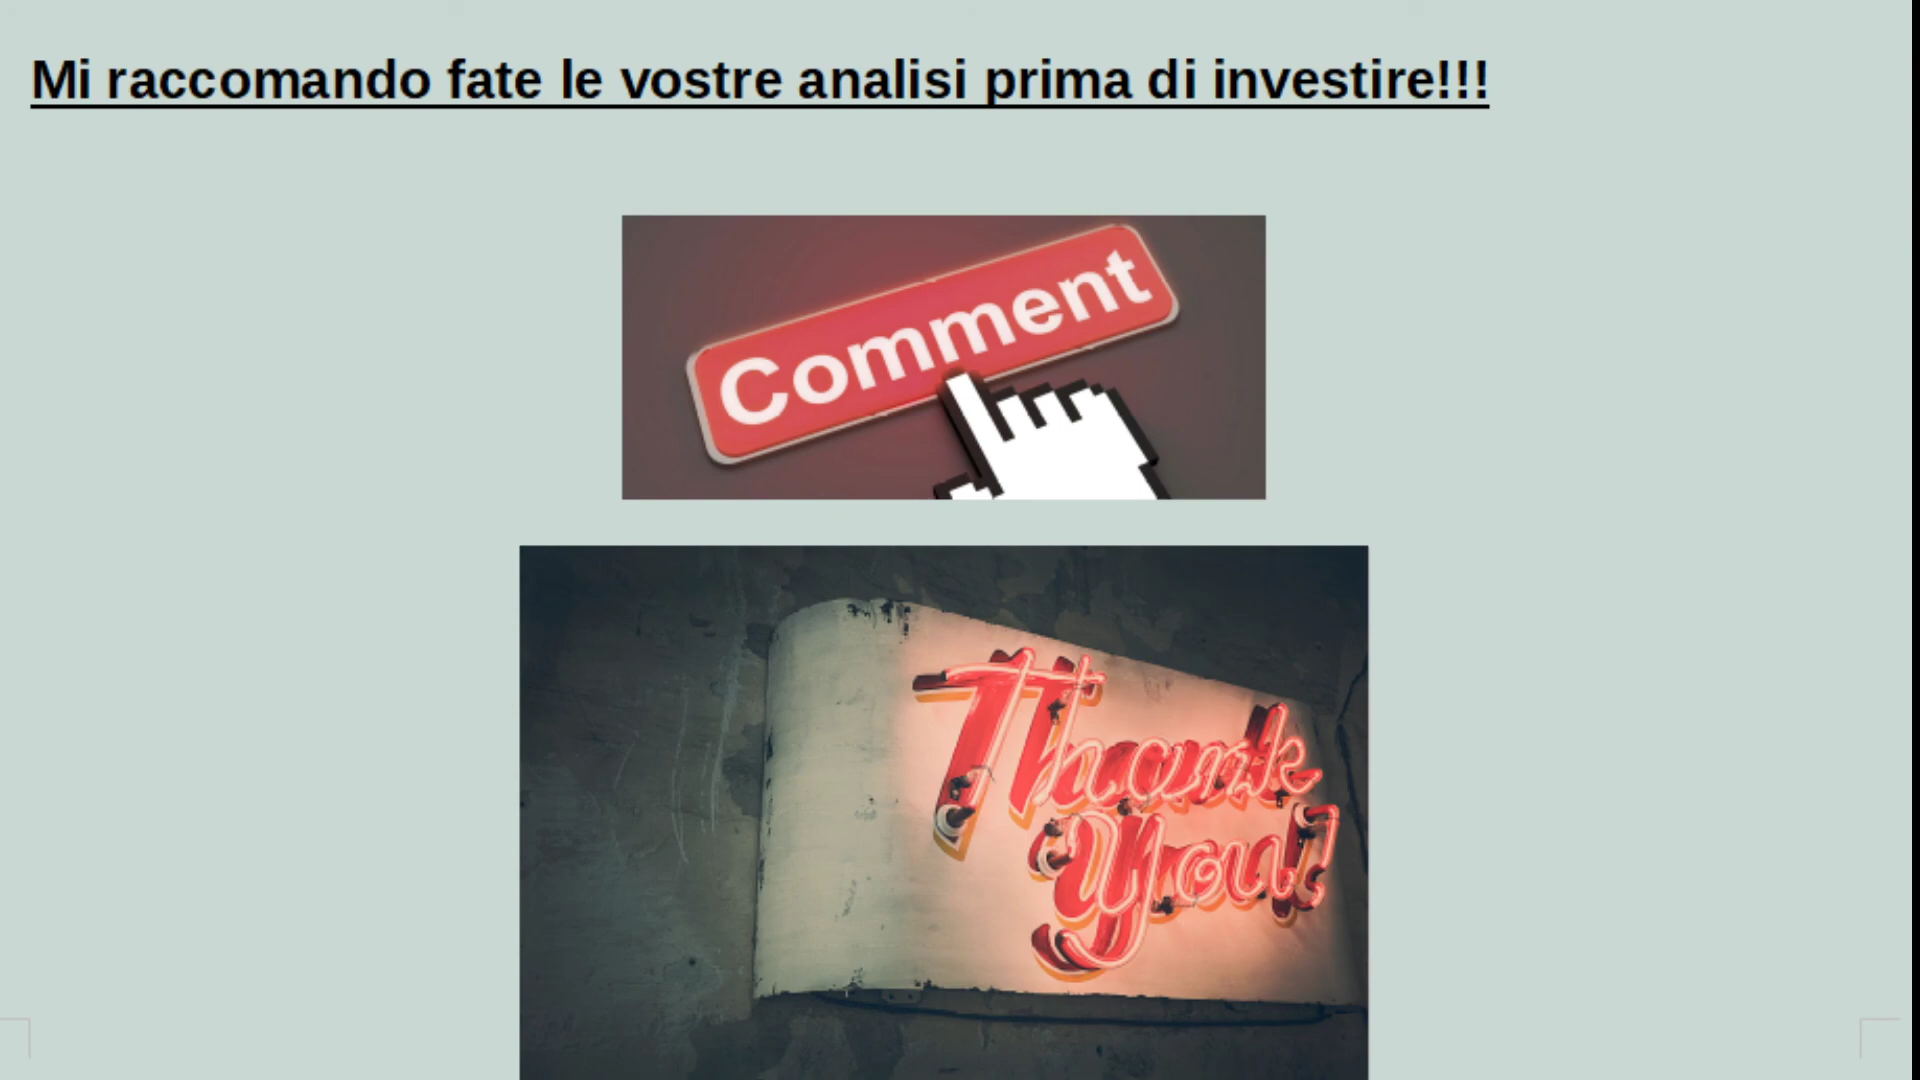 Mi raccomando fate le vostre analisi prima di investire!!!
Comment
Thank
You!